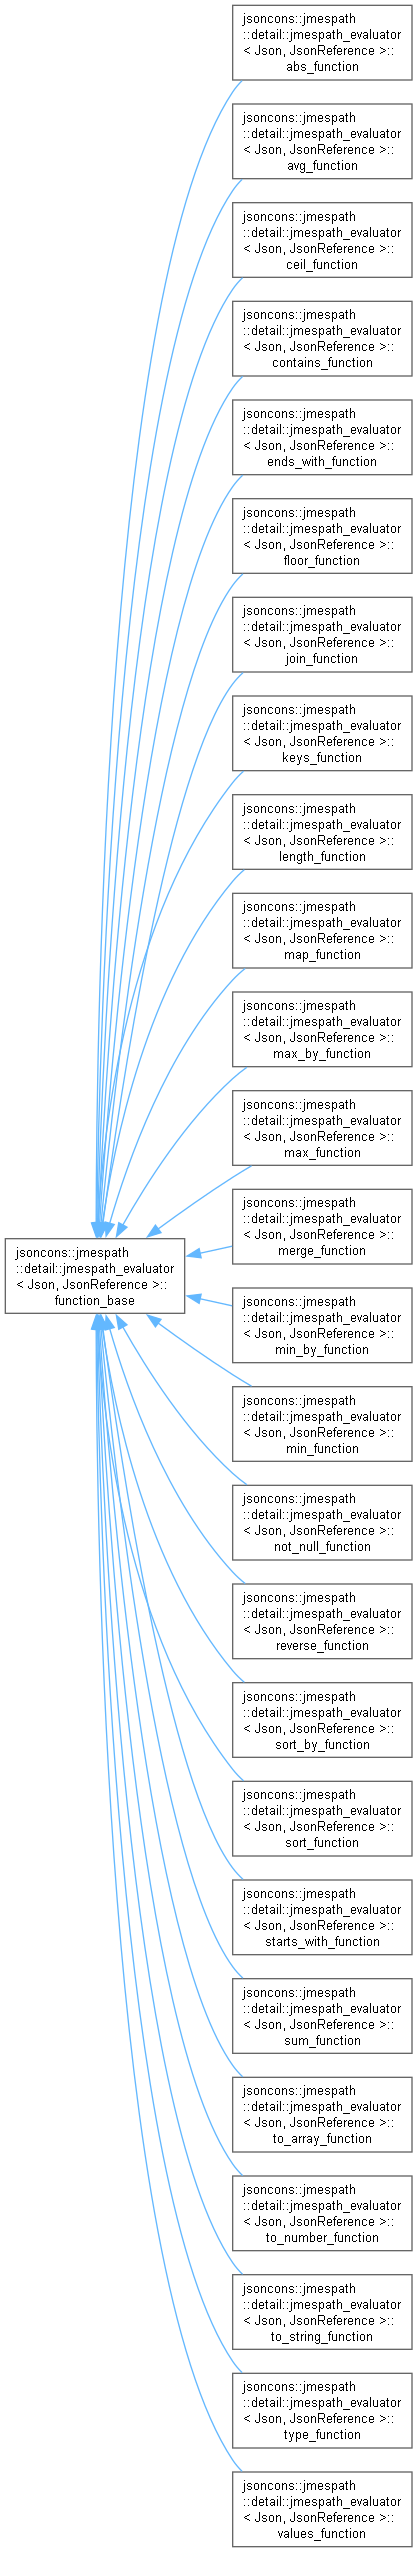 jsoncons::jmespath
::detail::jmespath_evaluator
< Json, JsonReference >::
abs_function
jsoncons::jmespath
::detail::jmespath_evaluator
< Json, JsonReference >::
avg_function
jsoncons::jmespath
::detail::jmespath_evaluator
< Json, JsonReference >::
ceil_function
jsoncons::jmespath
::detail::jmespath_evaluator
< Json, JsonReference >::
contains_function
jsoncons::jmespath
::detail::jmespath_evaluator
< Json, JsonReference >::
ends_with_function
jsoncons::jmespath
::detail::jmespath_evaluator
< Json, JsonReference >::
floor_function
jsoncons::jmespath
::detail::jmespath_evaluator
< Json, JsonReference >::
join_function
jsoncons::jmespath
::detail::jmespath_evaluator
< Json, JsonReference >::
keys_function
jsoncons::jmespath
::detail::jmespath_evaluator
< Json, JsonReference >::
length_function
jsoncons::jmespath
::detail::jmespath_evaluator
< Json, JsonReference >::
map_function
jsoncons::jmespath
::detail::jmespath_evaluator
< Json, JsonReference >::
max_by_function
jsoncons::jmespath
::detail::jmespath_evaluator
< Json, JsonReference >::
max_function
jsoncons::jmespath
::detail::jmespath_evaluator
< Json, JsonReference >::
merge_function
jsoncons::jmespath
::detail::jmespath_evaluator
< Json, JsonReference >::
function_base
jsoncons::jmespath
::detail::jmespath_evaluator
< Json, JsonReference >::
min_by_function
jsoncons::jmespath
::detail::jmespath_evaluator
< Json, JsonReference >::
min_function
jsoncons::jmespath
::detail::jmespath_evaluator
< Json, JsonReference >::
not_null_function
jsoncons::jmespath
::detail::jmespath_evaluator
< Json, JsonReference >::
reverse_function
jsoncons::jmespath
::detail::jmespath_evaluator
< Json, JsonReference >::
sort_by_function
jsoncons::jmespath
::detail::jmespath_evaluator
< Json, JsonReference >::
sort_function
jsoncons::jmespath
::detail::jmespath_evaluator
< Json, JsonReference >::
starts_with_function
jsoncons::jmespath
::detail::jmespath_evaluator
< Json, JsonReference >::
sum_function
jsoncons::jmespath
::detail::jmespath_evaluator
< Json, JsonReference >::
to_array_function
jsoncons::jmespath
::detail::jmespath_evaluator
< Json, JsonReference >::
to_number_function
jsoncons::jmespath
::detail::jmespath_evaluator
< Json, JsonReference >::
to_string_function
jsoncons::jmespath
::detail::jmespath_evaluator
< Json, JsonReference >::
type_function
jsoncons::jmespath
::detail::jmespath_evaluator
< Json, JsonReference >::
values_function